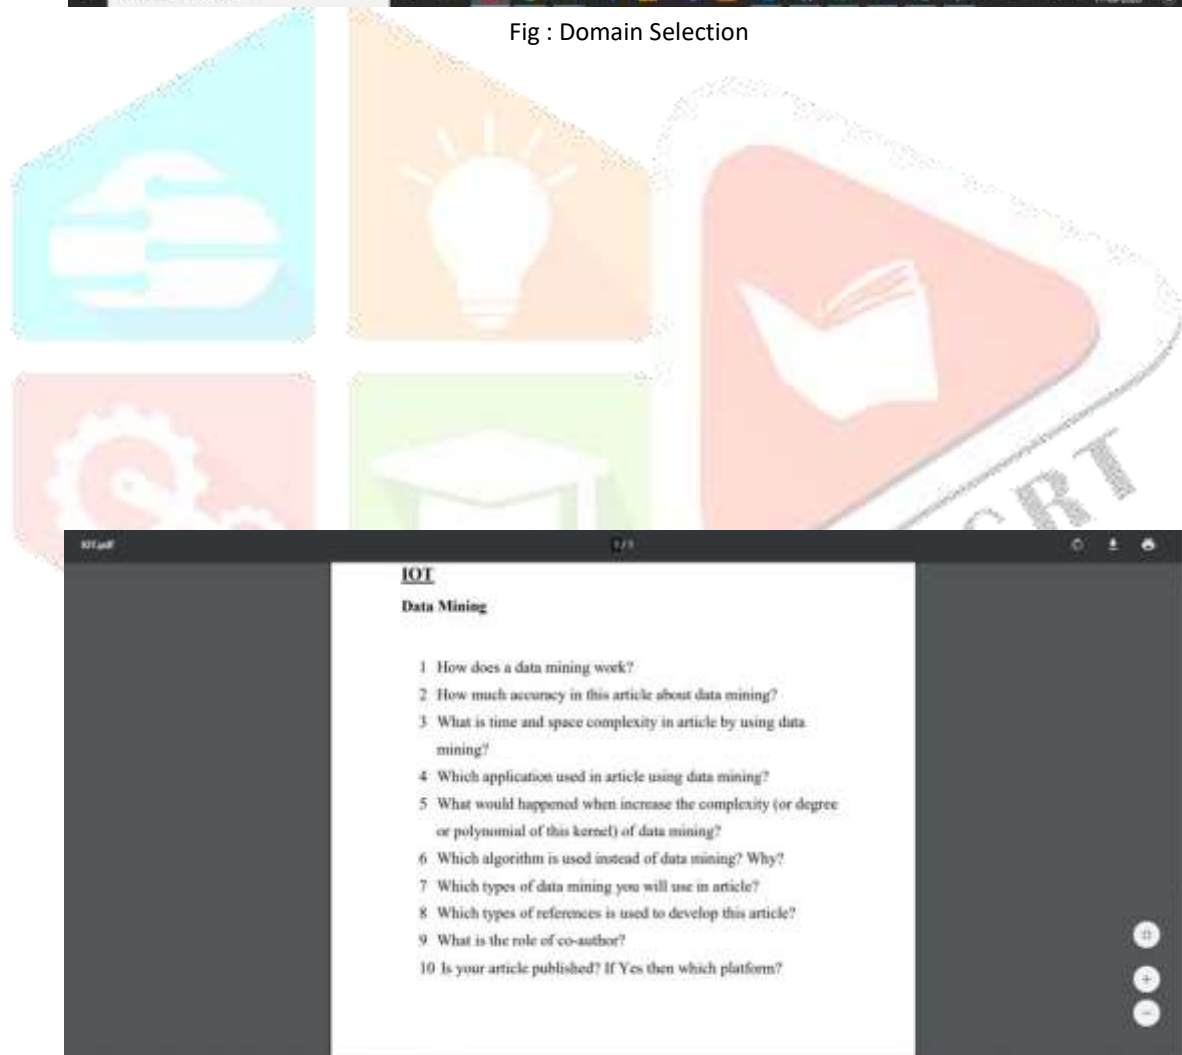 Fig : Domain Selection
CRT
IOT.pdf
1 / 1
IOT
Data Mining
1 How does a data mining work?
2 How much accuracy in this article about data mining?
3 What is time and space complexity in article by using data
mining?
4 Which application used in article using data mining?
5 What would happened when increase the complexity (or degree
or polynomial of this kernel) of data mining?
6 Which algorithm is used instead of data mining? Why?
7 Which types of data mining you will use in article?
8 Which types of references is used to develop this article?
9 What is the role of co-author?
10 Is your article published? If Yes then which platform?